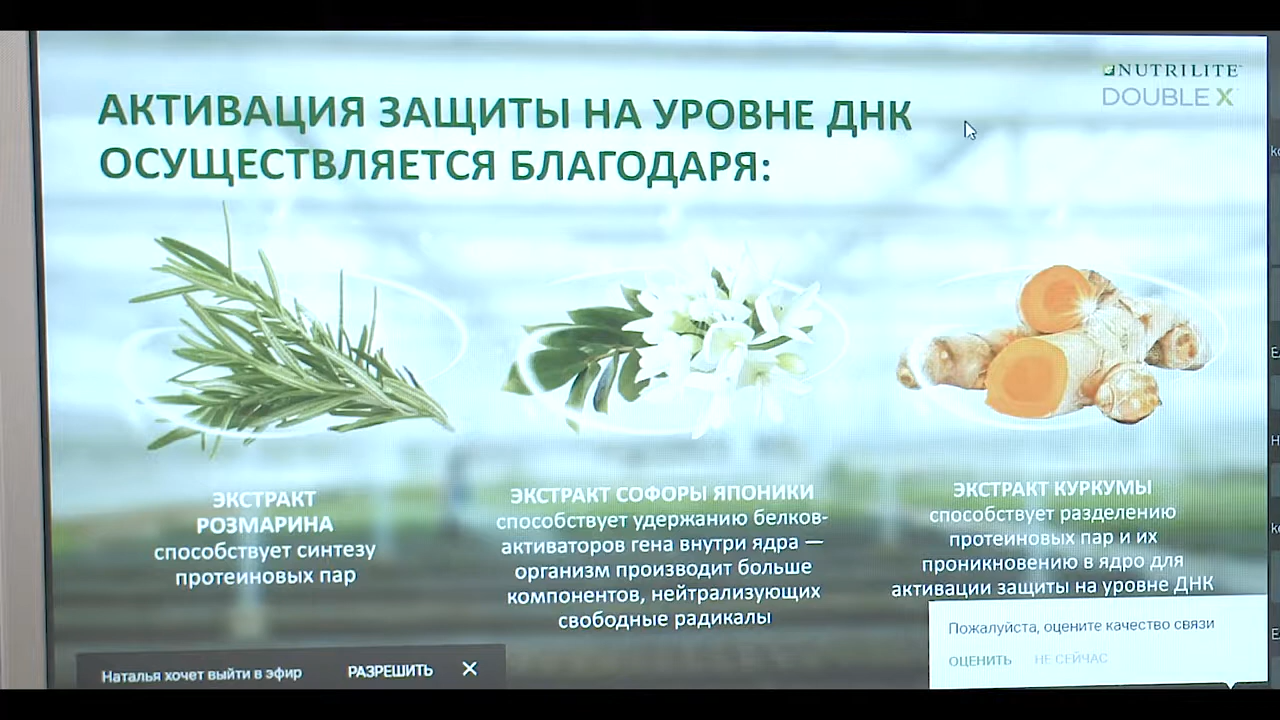 NUTRILITE
DOUBLE X
АКТИВАЦИЯ ЗАЩИТЫ НА УРОВНЕ ДНК
ОСУЩЕСТВЛЯЕТСЯ БЛАГОДАРЯ:
ЭКСТРАКТ
РОЗМАРИНА
способствует синтезу
протеиновых пар
ЭКСТРАКТ СОФОРЫ ЯПОНИКИ
способствует удержанию белков-
активаторов гена внутри ядра —
организм производит больше
компонентов, нейтрализующих
свободные радикалы
ЭКСТРАКТ КУРКУМЫ
способствует разделению
протеиновых пар и их
проникновению в ядро для
активации защиты на уровне ДНК
Пожалуйста, оцените качество связи
ОЦЕНИТЬ НЕ СЕЙЧАС
Наталья хочет выйти в эфир РАЗРЕШИТЬ